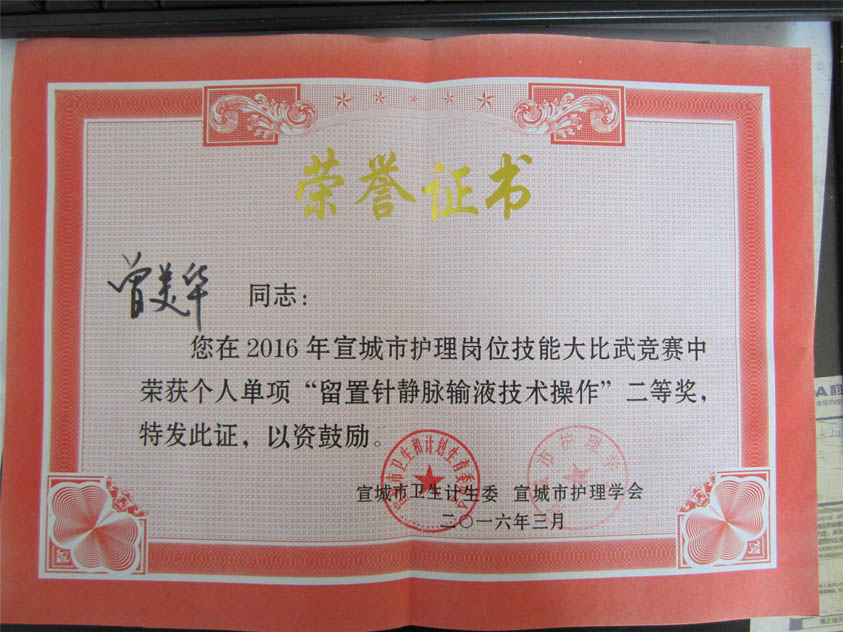 荣誉证书
曾美华 同志：
您在2016年宣城市护理岗位技能大比武竞赛中
荣获个人单项“留置针静脉输液技术操作”二等奖，
特发此证，以资鼓励。
宣城市卫生计生委 宣城市护理学会
二〇一六年三月